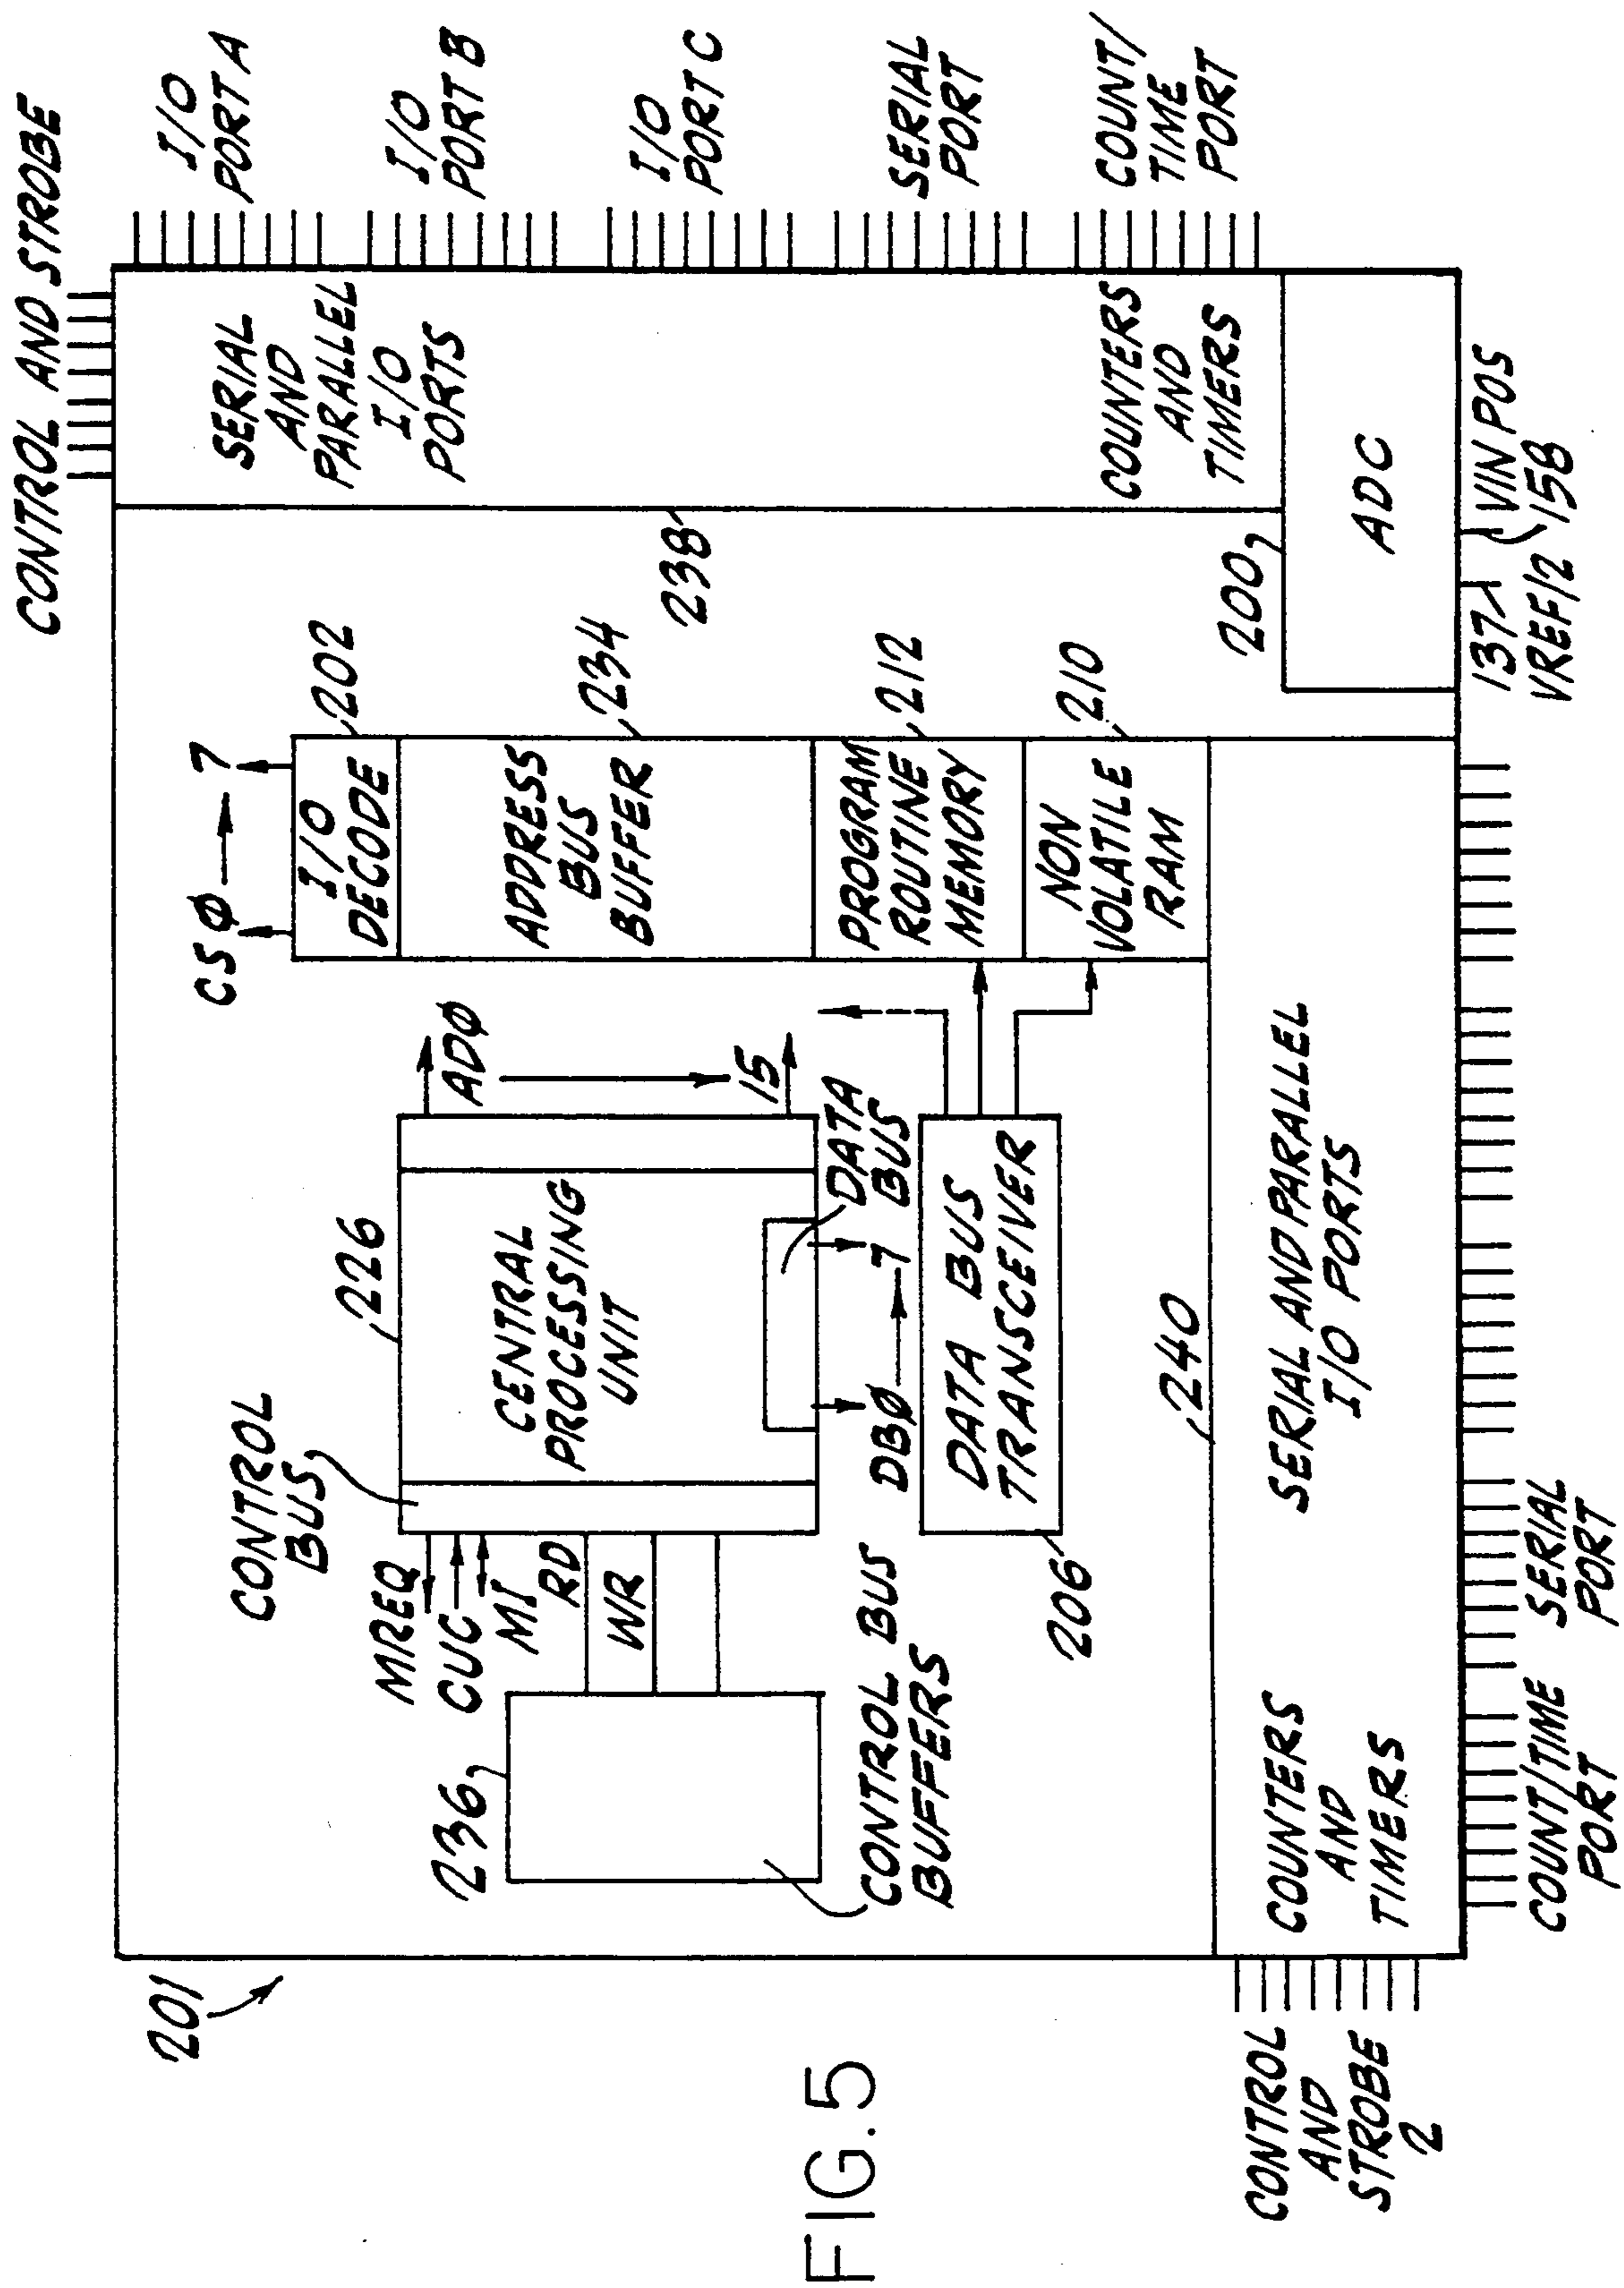 FIG.5
201
CONTROL AND STROBE
I/O
PORT A
I/O
PORT B
I/O
PORT C
SERIAL
PORT
COUNT/
TIME
PORT
SERIAL
AND
PARALLEL
I/O
PORTS
COUNTERS
AND
TIMERS
238
200
ADC
137
VREF/2
VIN POS
158
CS0
7
I/O
DECODE
202
ADDRESS
BUS
BUFFER
234
PROGRAM
ROUTINE
MEMORY
212
NON
VOLATILE
RAM
210
226
CONTROL
BUS
CENTRAL
PROCESSING
UNIT
ADØ
15
DATA
BUS
DBØ
7
MREQ
CUC
MI
RD
WR
236
CONTROL BUS
BUFFERS
DATA BUS
TRANSCEIVER
206
240
SERIAL AND PARALLEL
I/O PORTS
COUNTERS
AND
TIMERS
CONTROL
AND
STROBE
2
COUNT/TIME
PORT
SERIAL
PORT